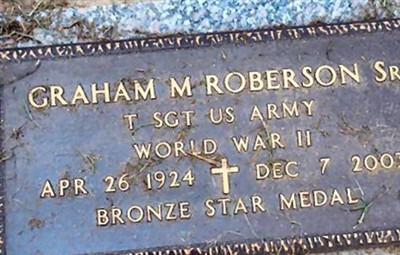 GRAHAM M ROBERSON SR
T SGT US ARMY
WORLD WAR II
APR 26 1924 DEC 7
BRONZE STAR MEDAL